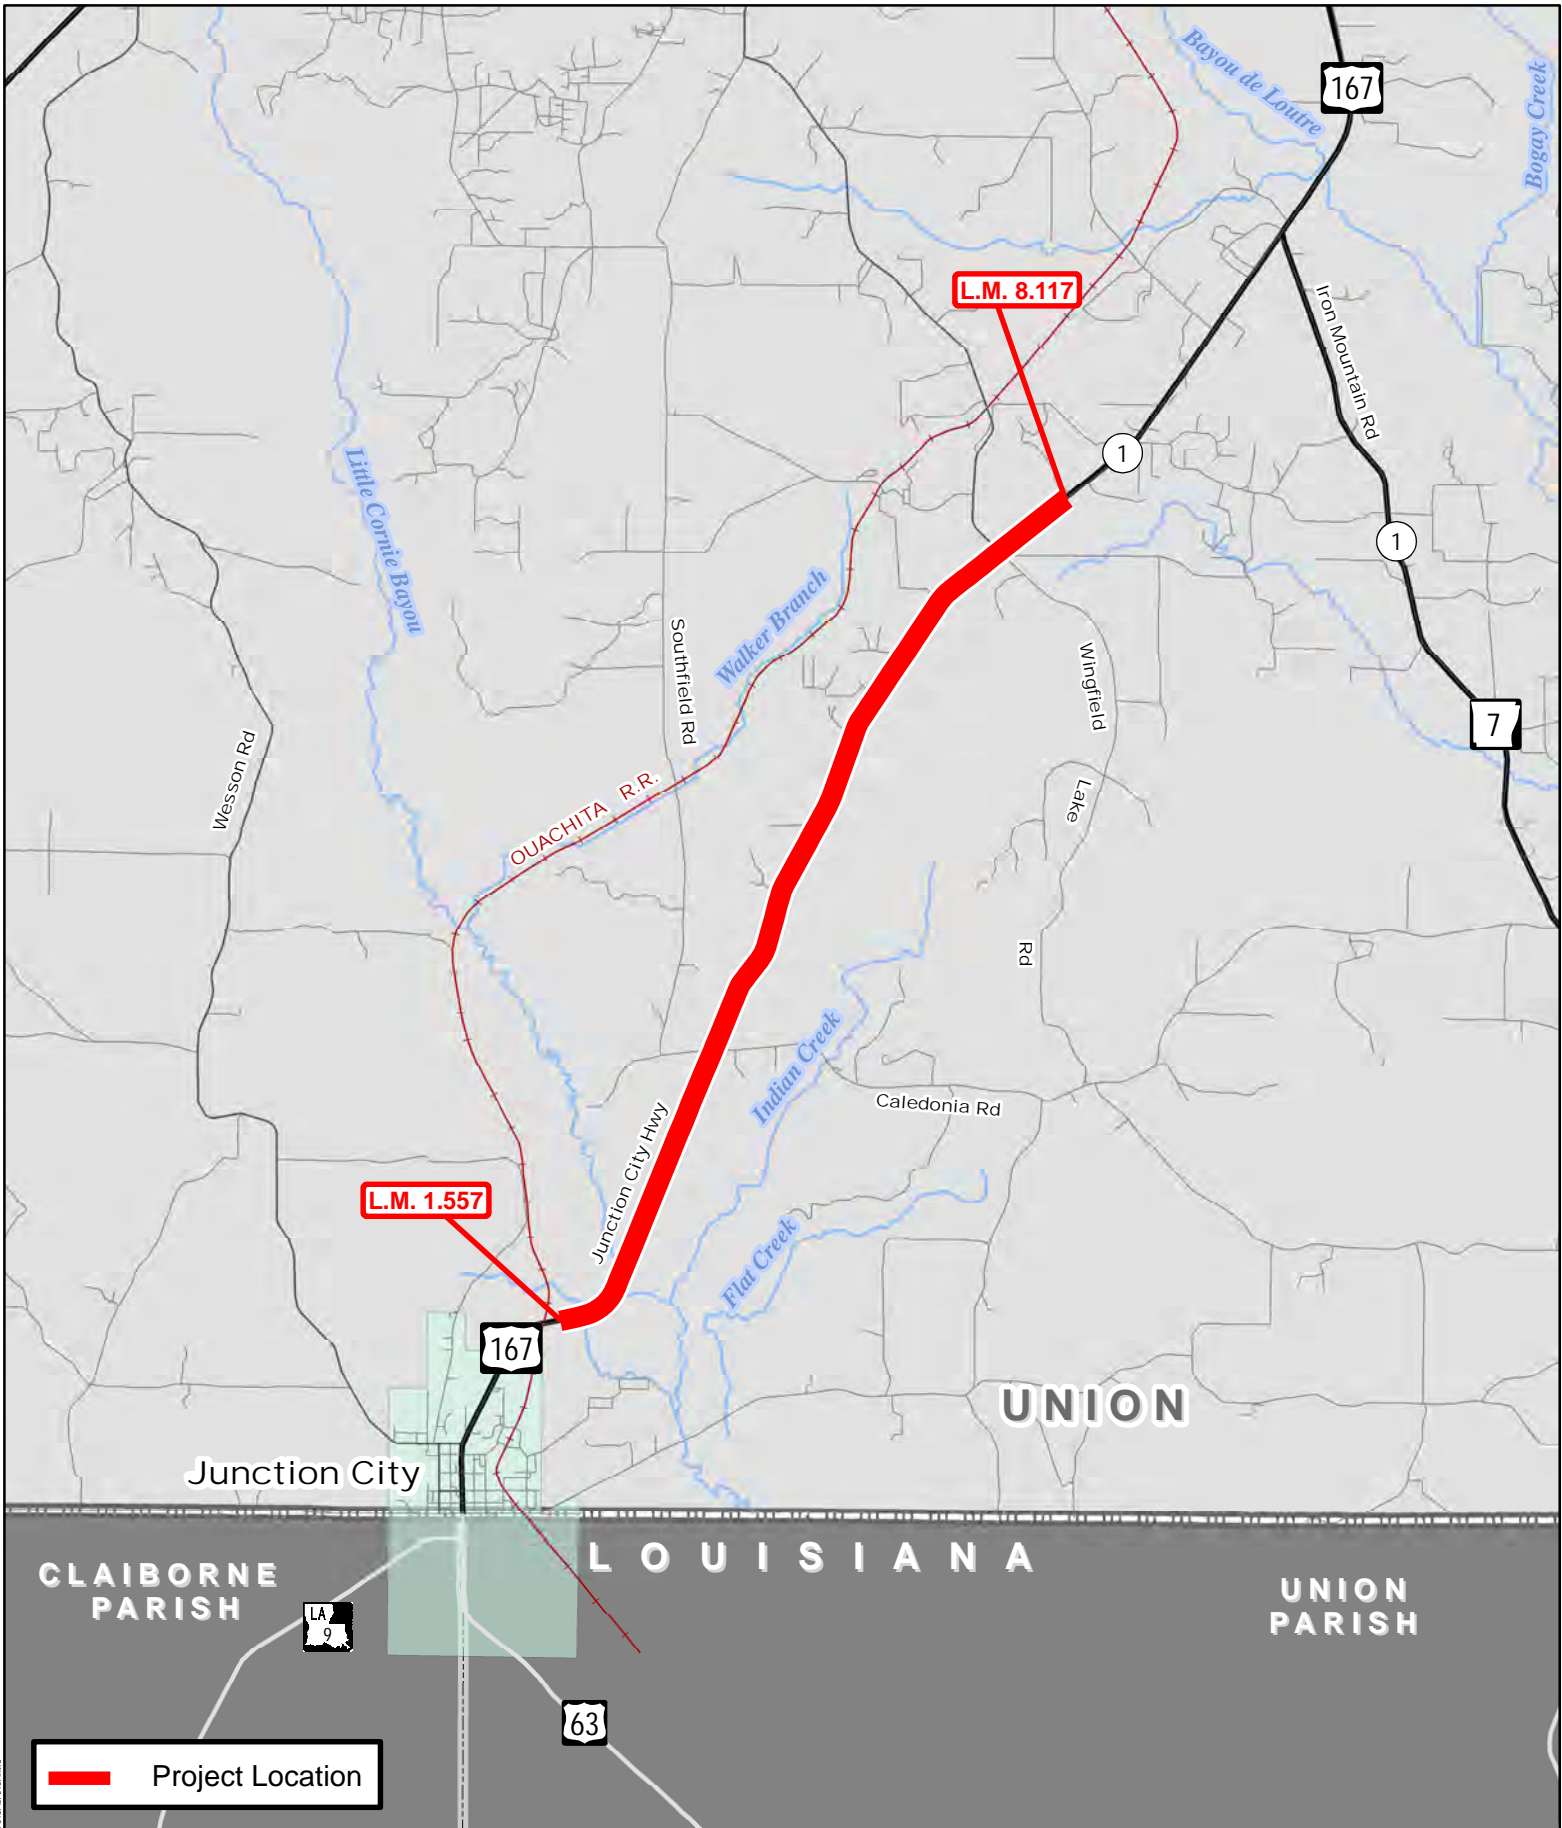 Bayou de Loutre
167
Bogay Creek
L.M. 8.117
Iron Mountain Rd
1
Little Cornie Bayou
1
Walker Branch
Southfield Rd
Wingfield
Lake
Rd
7
Wesson Rd
OUACHITA R.R.
Indian Creek
Caledonia Rd
Junction City Hwy
L.M. 1.557
Flat Creek
167
UNION
Junction City
LOUISIANA
CLAIBORNE
PARISH
UNION
PARISH
LA
9
63
Project Location